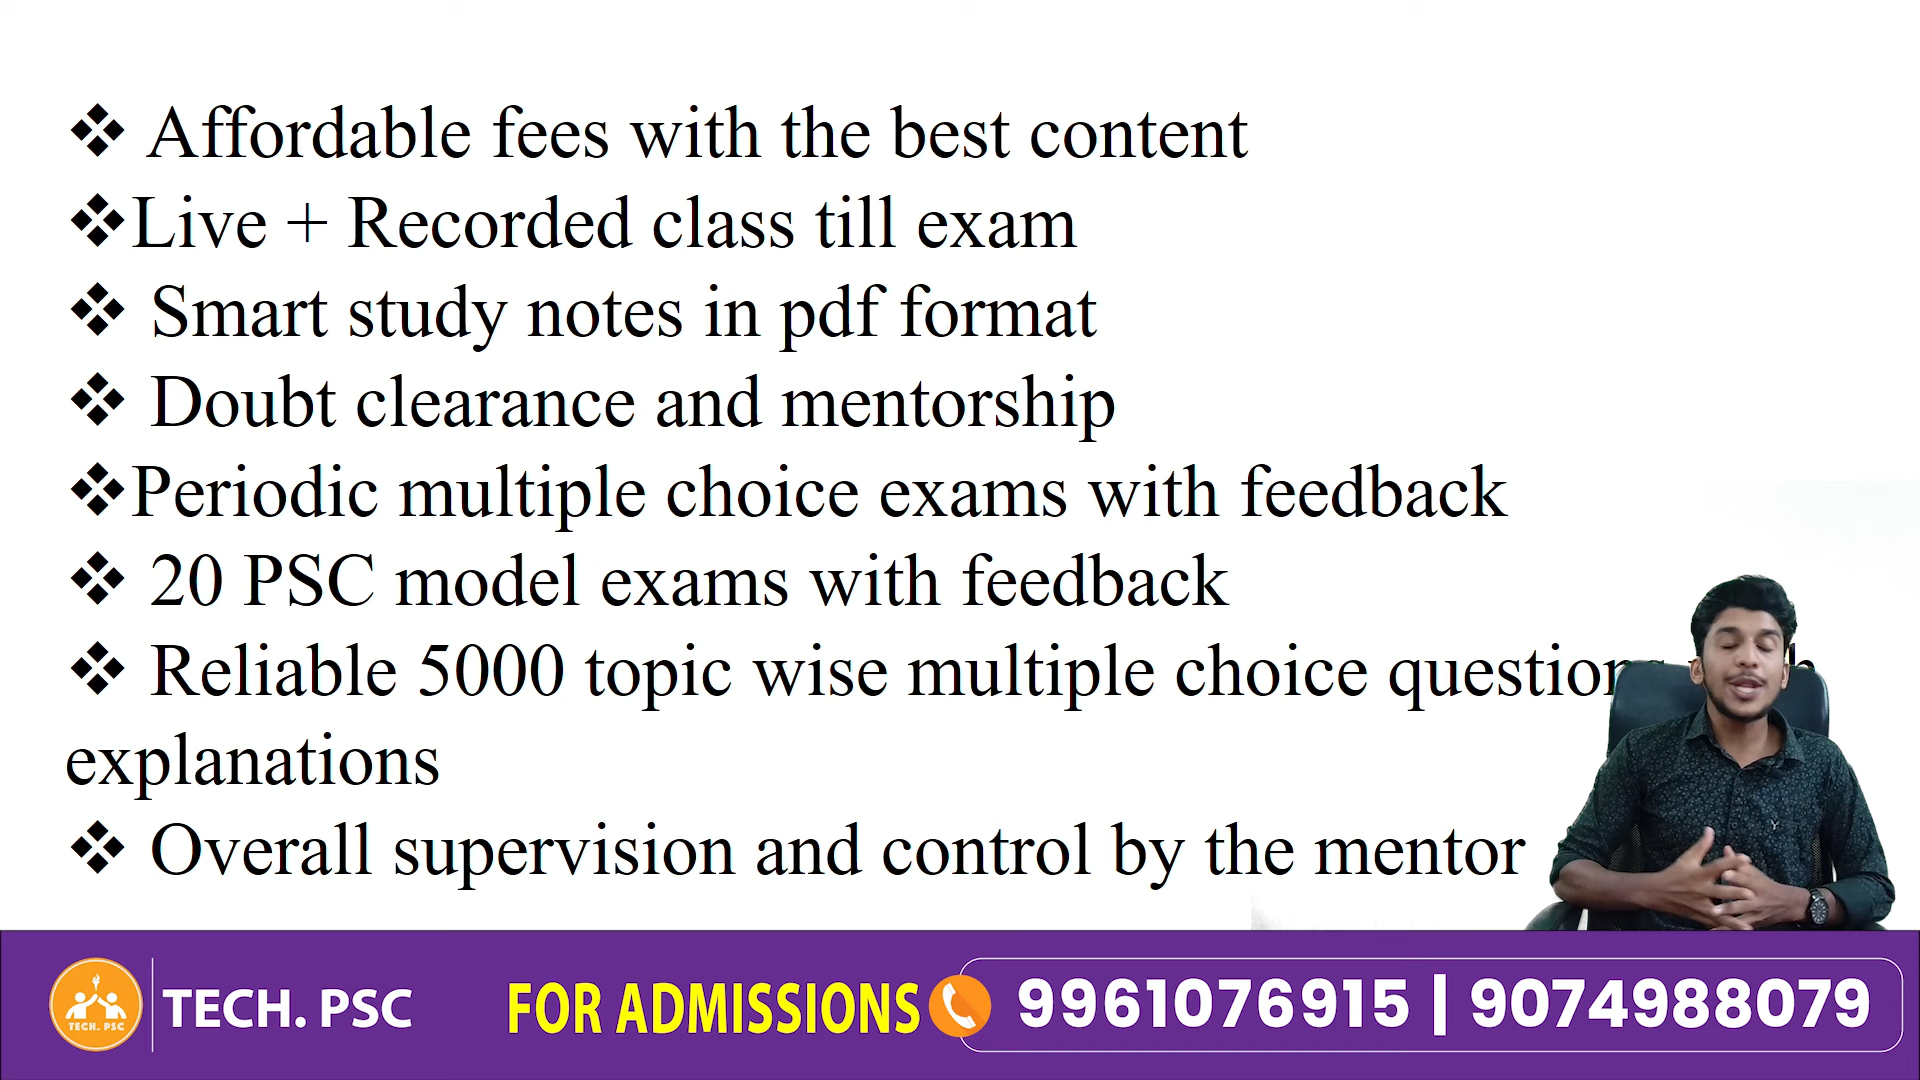 ❖ Affordable fees with the best content
❖Live + Recorded class till exam
❖ Smart study notes in pdf format
❖ Doubt clearance and mentorship
❖Periodic multiple choice exams with feedback
❖ 20 PSC model exams with feedback
❖ Reliable 5000 topic wise multiple choice
explanations
❖ Overall supervision and control by the mentor
TECH. PSC
TECH. PSC
FOR ADMISSIONS
9961076915 | 9074988079